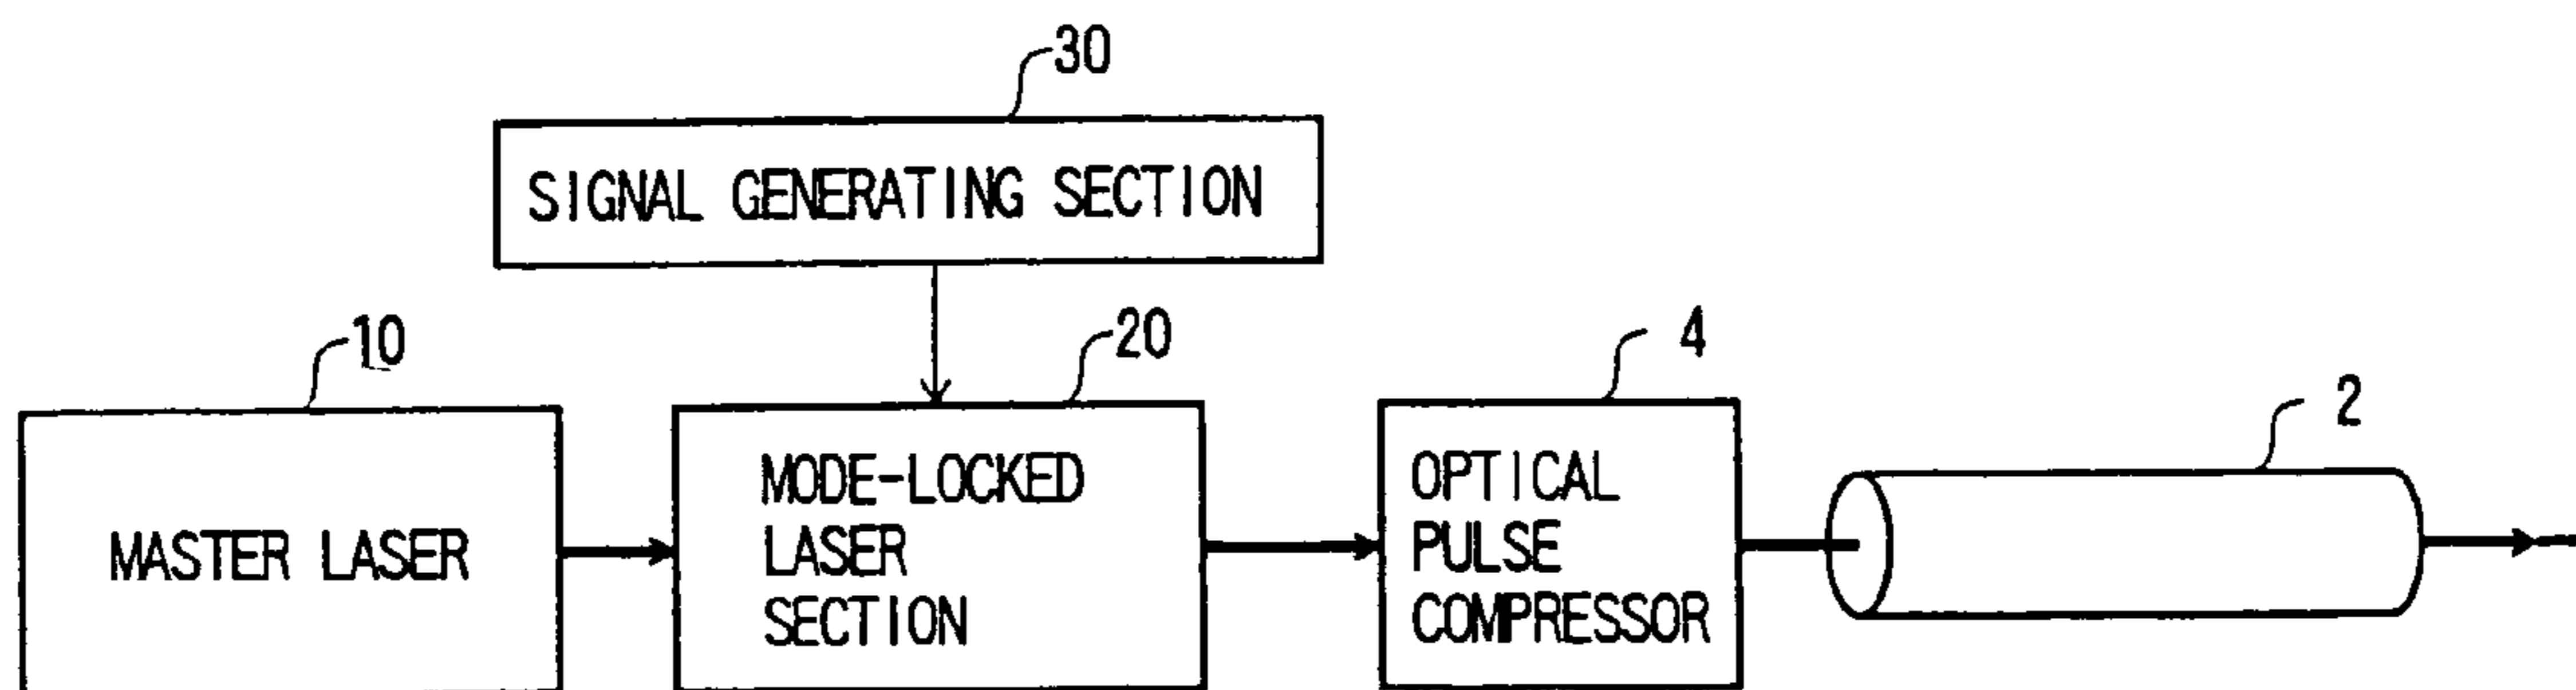 30
SIGNAL GENERATING SECTION
10
20
4
2
MASTER LASER
MODE-LOCKED
LASER
SECTION
OPTICAL
PULSE
COMPRESSOR